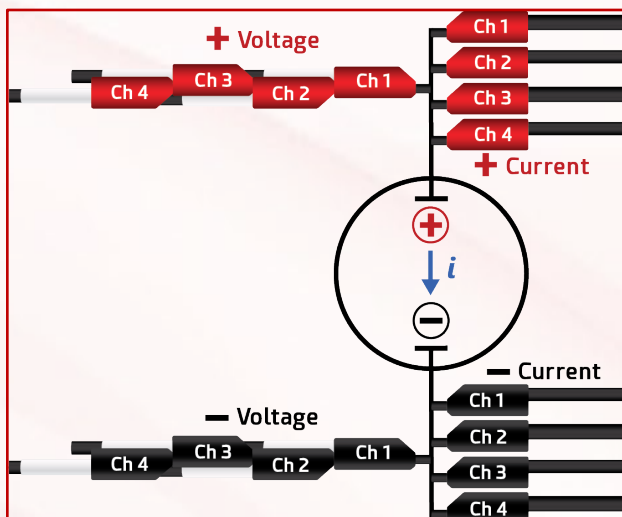 Ch 1
+ Voltage
Ch 2
Ch 3
Ch 4
Ch 3
Ch 2
Ch 1
Ch 4
+ Current
+
i
−
− Current
Ch 1
− Voltage
Ch 2
Ch 4
Ch 3
Ch 2
Ch 1
Ch 3
Ch 4